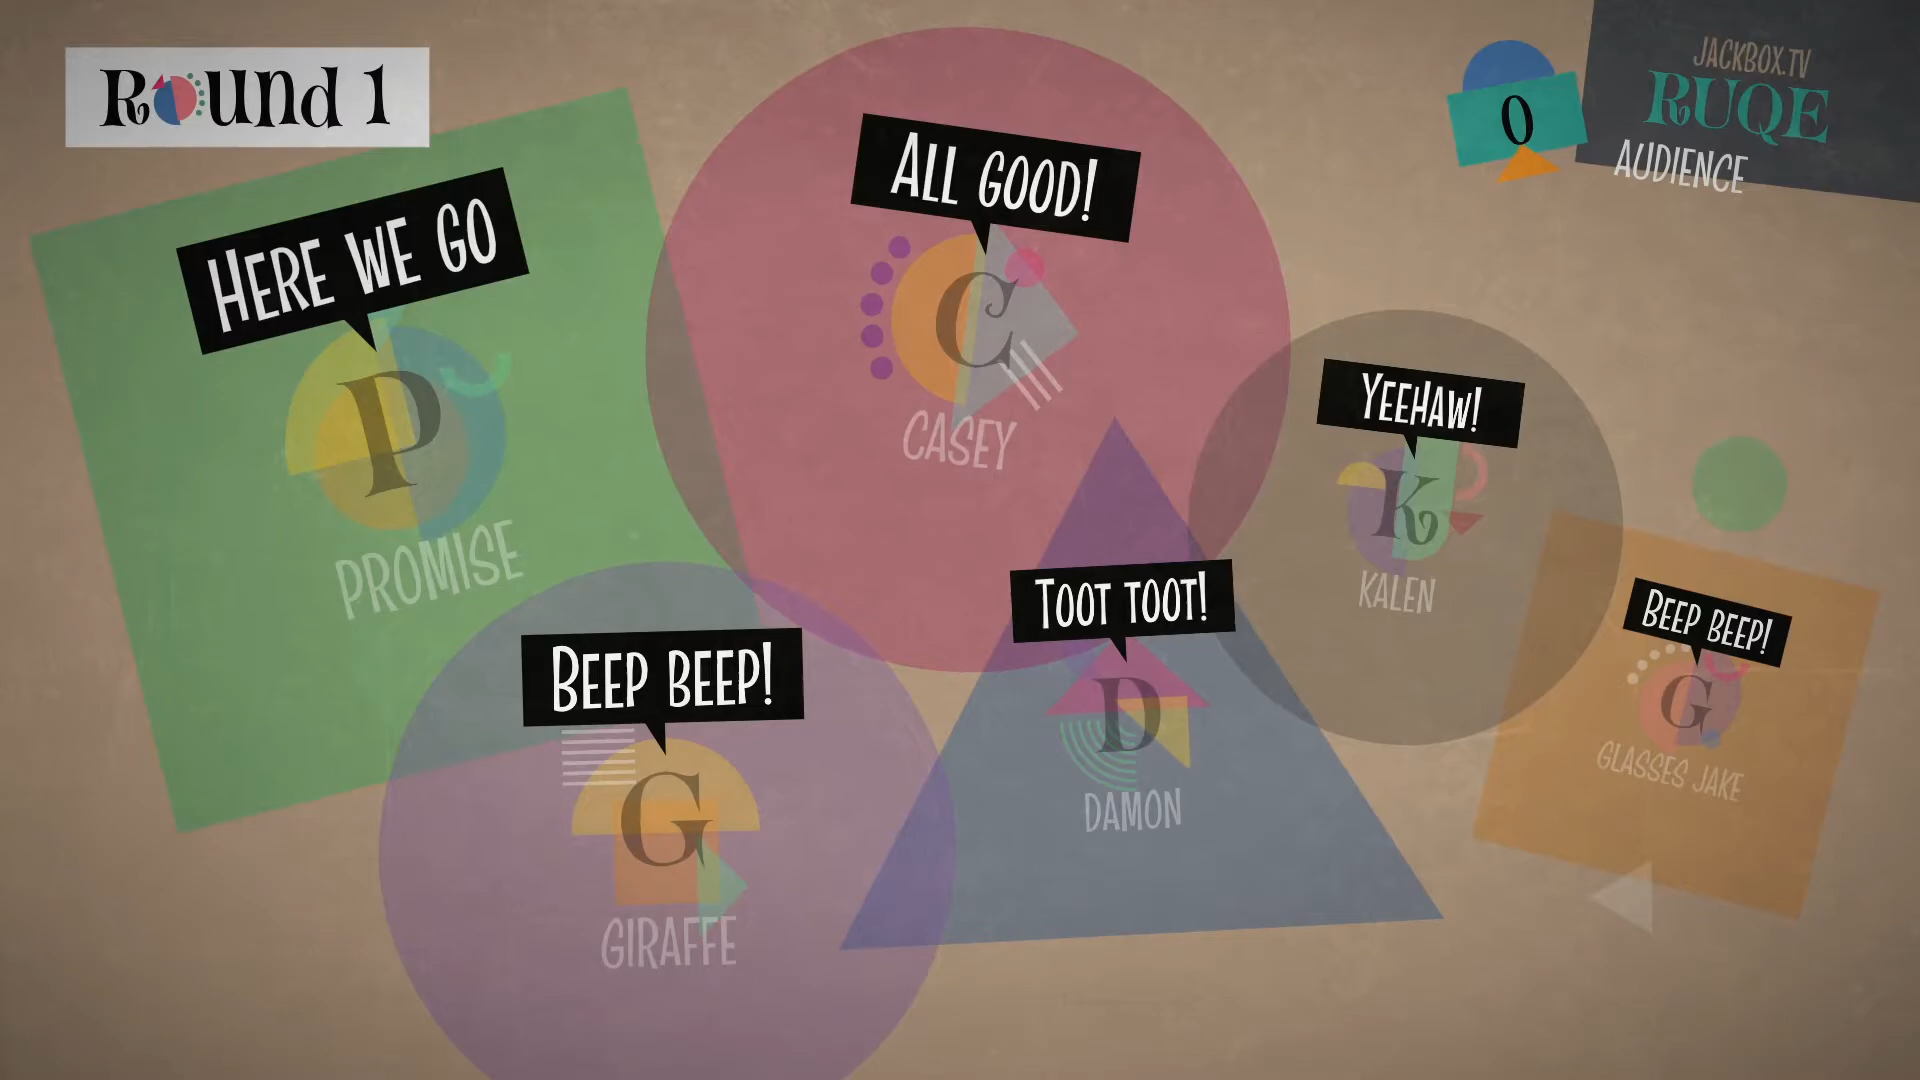 Round 1
JACKBOX.TV
RUQE
0
AUDIENCE
HERE WE GO
P
PROMISE
ALL GOOD!
C
CASEY
YEEHAW!
K
KALEN
BEEP BEEP!
G
GIRAFFE
TOOT TOOT!
D
DAMON
BEEP BEEP!
G
GLASSES JAKE